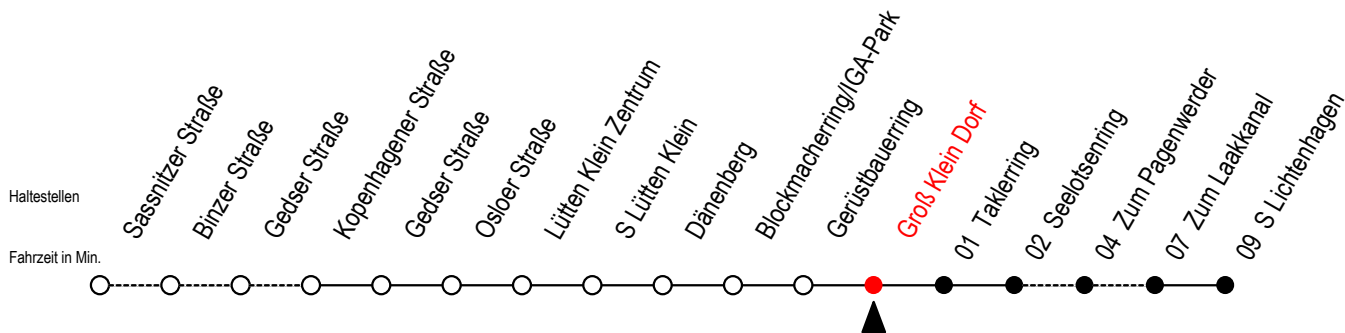 Haltestellen
Sassnitzer Straße
Binzer Straße
Gedser Straße
Kopenhagener Straße
Gedser Straße
Osloer Straße
Lütten Klein Zentrum
S Lütten Klein
Dänenberg
Blockmacherring/IGA-Park
Gerüstbauerring
Groß Klein Dorf
01 Taklerring
02 Seelotsenring
04 Zum Pagenwerder
07 Zum Laakkanal
09 S Lichtenhagen
Fahrzeit in Min.